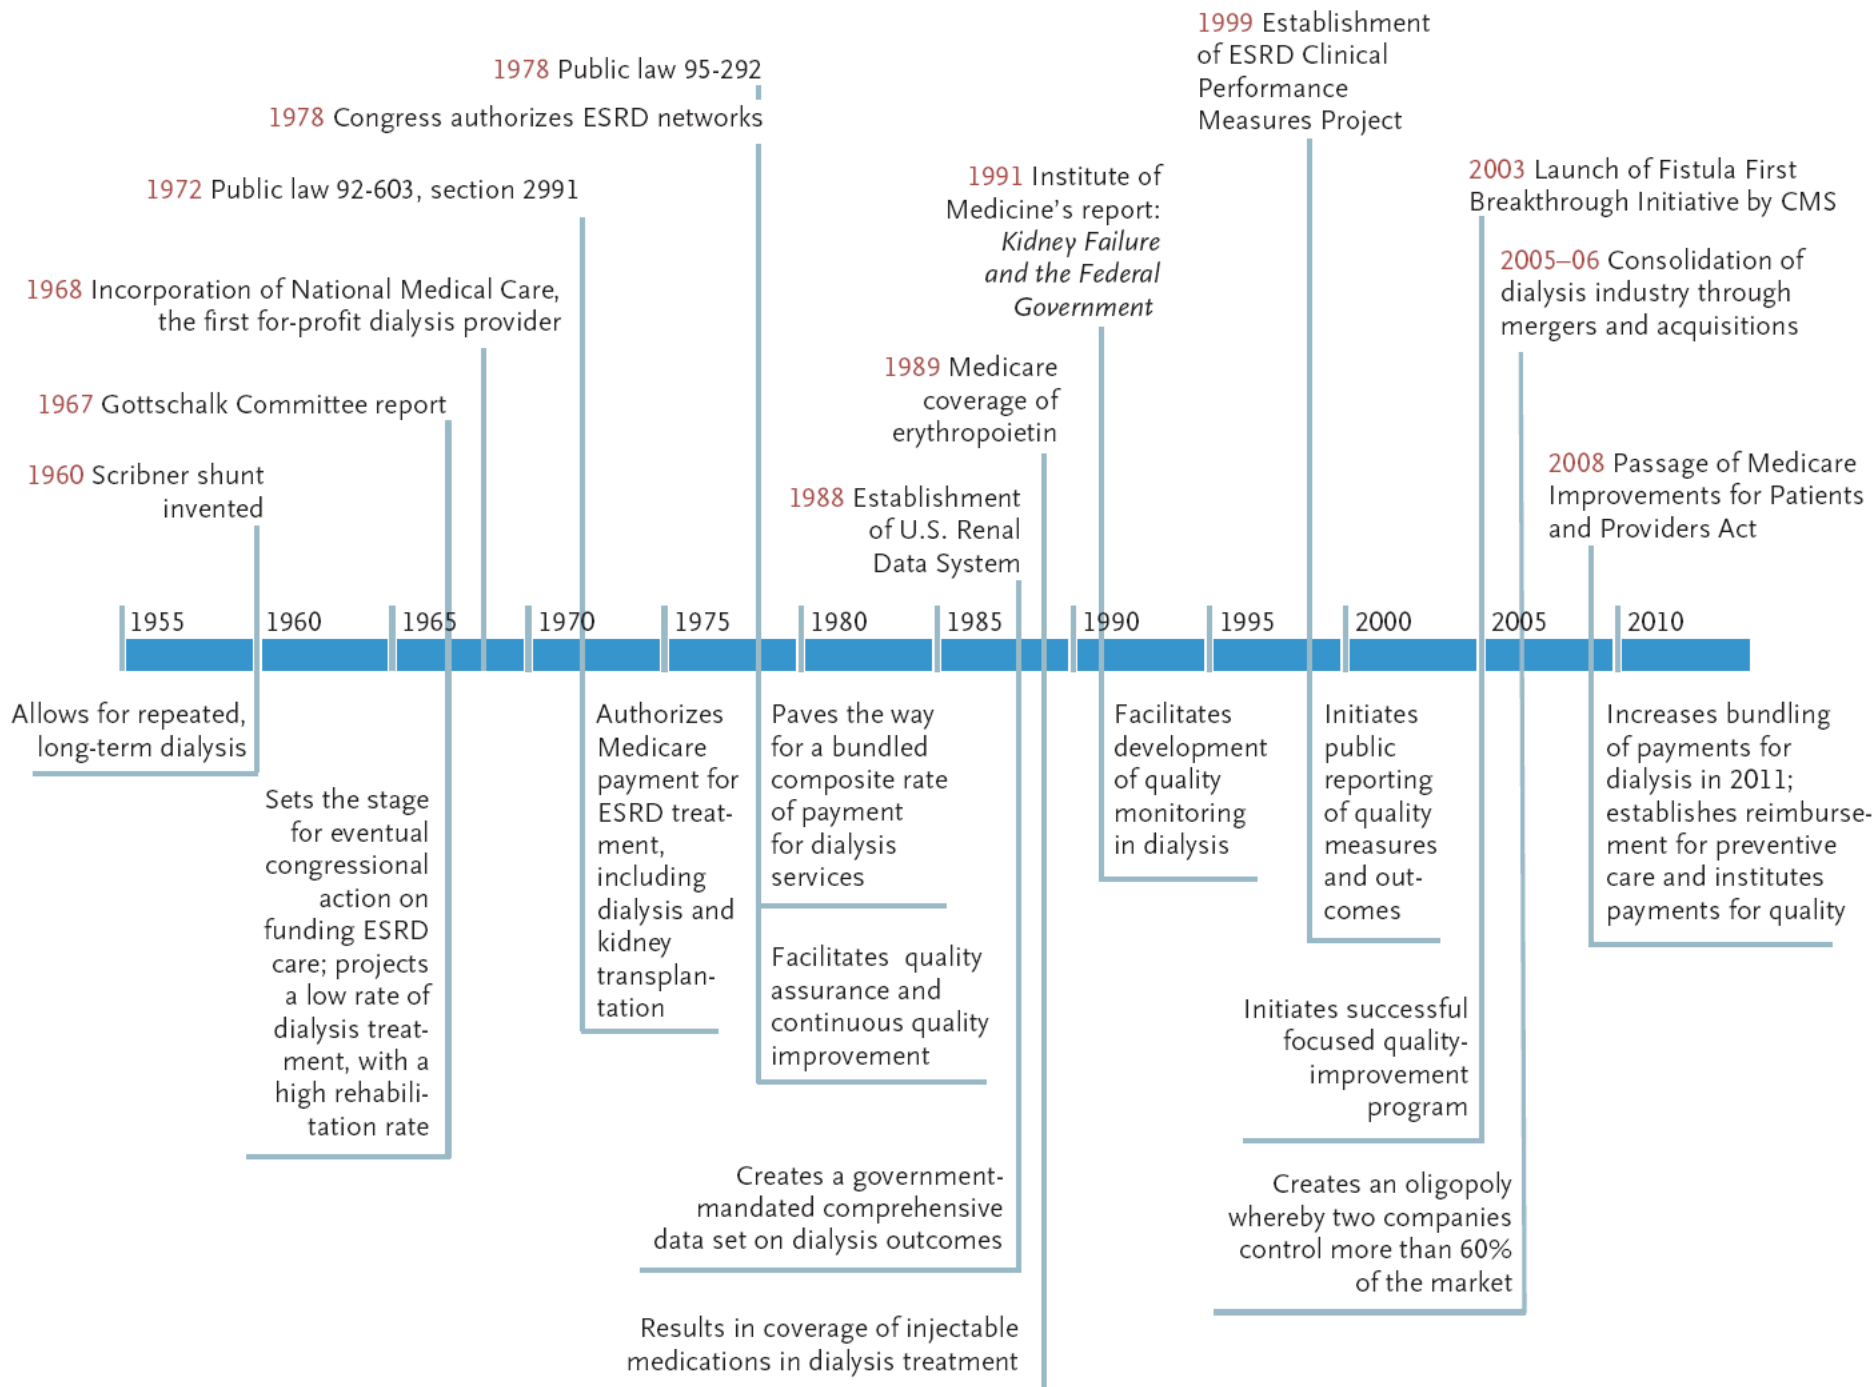 1999 Establishment
of ESRD Clinical
Performance
Measures Project
1978 Public law 95-292
1978 Congress authorizes ESRD networks
1972 Public law 92-603, section 2991
1991 Institute of
Medicine’s report:
Kidney Failure
and the Federal
Government
2003 Launch of Fistula First
Breakthrough Initiative by CMS
2005–06 Consolidation of
dialysis industry through
mergers and acquisitions
1968 Incorporation of National Medical Care,
the first for-profit dialysis provider
1989 Medicare
coverage of
erythropoietin
1967 Gottschalk Committee report
1960 Scribner shunt
invented
1988 Establishment
of U.S. Renal
Data System
2008 Passage of Medicare
Improvements for Patients
and Providers Act
1955 1960 1965 1970 1975 1980 1985 1990 1995 2000 2005 2010
Allows for repeated,
long-term dialysis
Sets the stage
for eventual
congressional
action on
funding ESRD
care; projects
a low rate of
dialysis treat-
ment, with a
high rehabili-
tation rate
Authorizes
Medicare
payment for
ESRD treat-
ment,
including
dialysis and
kidney
transplan-
tation
Paves the way
for a bundled
composite rate
of payment
for dialysis
services
Facilitates quality
assurance and
continuous quality
improvement
Creates a government-
mandated comprehensive
data set on dialysis outcomes
Results in coverage of injectable
medications in dialysis treatment
Facilitates
development
of quality
monitoring
in dialysis
Initiates
public
reporting
of quality
measures
and out-
comes
Initiates successful
focused quality-
improvement
program
Creates an oligopoly
whereby two companies
control more than 60%
of the market
Increases bundling
of payments for
dialysis in 2011;
establishes reimburse-
ment for preventive
care and institutes
payments for quality